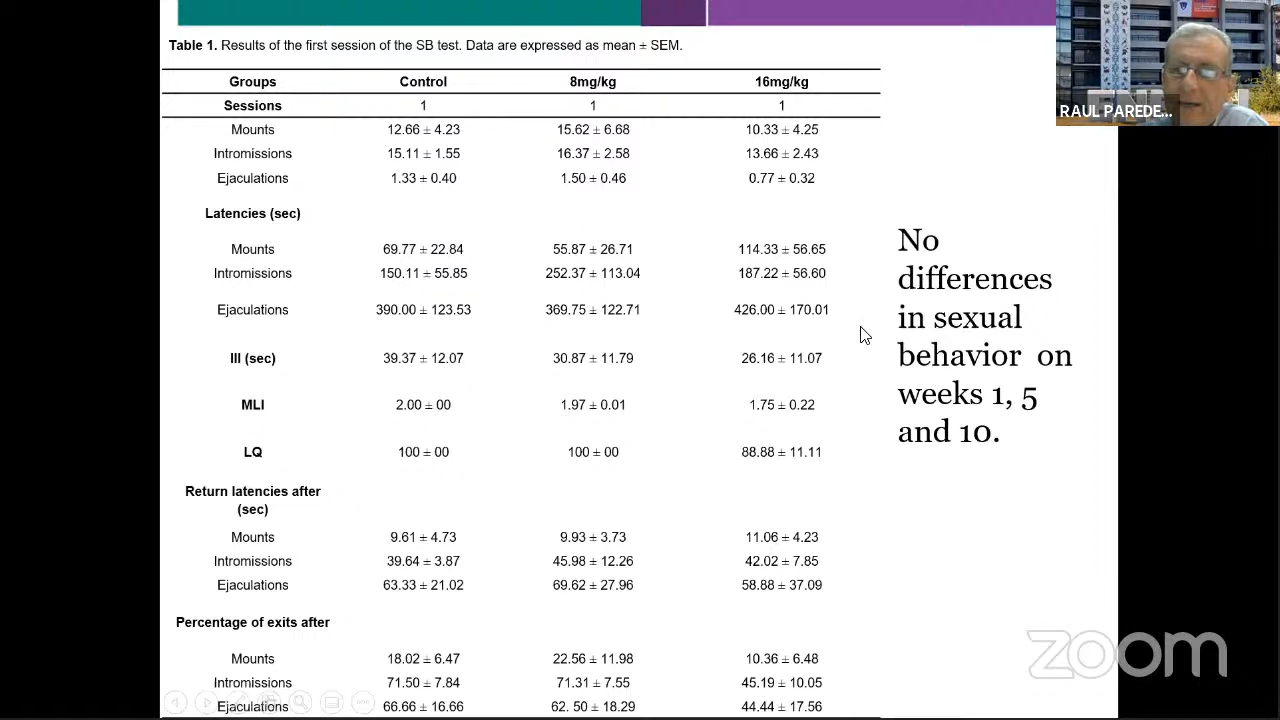 Table 1. Results of the first session of the SB test. Data are expressed as mean ± SEM.
Groups Control 8mg/kg 16mg/kg
Sessions 1 1 1
Mounts 12.66 ± 4.23 15.62 ± 6.68 10.33 ± 4.25
Intromissions 15.11 ± 1.55 16.37 ± 2.58 13.66 ± 2.43
Ejaculations 1.33 ± 0.40 1.50 ± 0.46 0.77 ± 0.32
Latencies (sec)
Mounts 69.77 ± 22.84 55.87 ± 26.71 114.33 ± 56.65
Intromissions 150.11 ± 55.85 252.37 ± 113.04 187.22 ± 56.60
Ejaculations 390.00 ± 123.53 369.75 ± 122.71 426.00 ± 170.01
III (sec) 39.37 ± 12.07 30.87 ± 11.79 26.16 ± 11.07
MLI 2.00 ± 00 1.97 ± 0.01 1.75 ± 0.22
LQ 100 ± 00 100 ± 00 88.88 ± 11.11
Return latencies after
(sec)
Mounts 9.61 ± 4.73 9.93 ± 3.73 11.06 ± 4.23
Intromissions 39.64 ± 3.87 45.98 ± 12.26 42.02 ± 7.85
Ejaculations 63.33 ± 21.02 69.62 ± 27.96 58.88 ± 37.09
Percentage of exits after
Mounts 18.02 ± 6.47 22.56 ± 11.98 10.36 ± 6.48
Intromissions 71.50 ± 7.84 71.31 ± 7.55 45.19 ± 10.05
Ejaculations 66.66 ± 16.66 62. 50 ± 18.29 44.44 ± 17.56
No
differences
in sexual
behavior on
weeks 1, 5
and 10.
RAUL PAREDE...
zoom